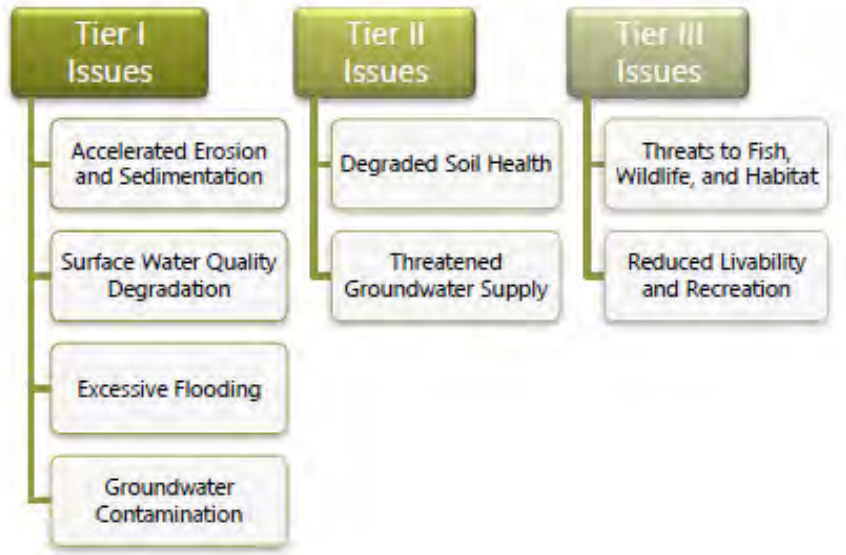 Tier I
Issues
Accelerated Erosion
and Sedimentation
Surface Water Quality
Degradation
Excessive Flooding
Groundwater
Contamination
Tier II
Issues
Degraded Soil Health
Threatened
Groundwater Supply
Tier III
Issues
Threats to Fish,
Wildlife, and Habitat
Reduced Livability
and Recreation